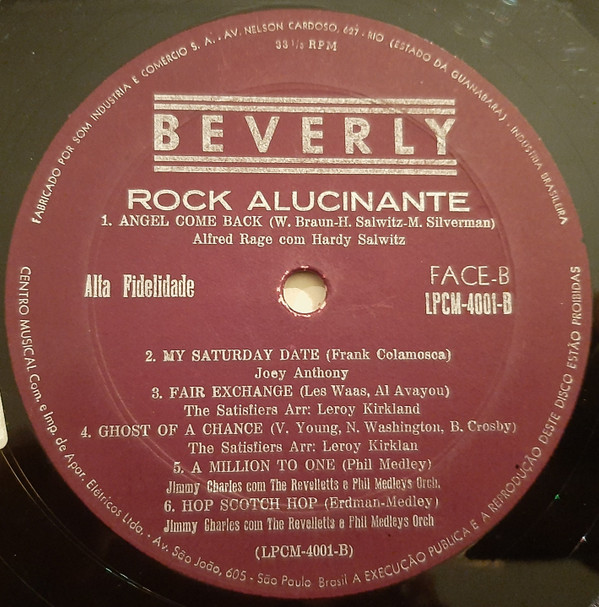 FABRICADO POR SOM INDUSTRIA E COMERCIO S. A. - AV. NELSON CARDOSO, 627 - RIO (ESTADO DA GUANABARA) - INDUSTRIA BRASILEIRA
33 1/3 RPM
BEVERLY
ROCK ALUCINANTE
1. ANGEL COME BACK (W. Braun-H. Salwitz-M. Silverman)
Alfred Rage com Hardy Salwitz
Alta Fidelidade
FACE-B
LPCM-4001-B
2. MY SATURDAY DATE (Frank Colamosca)
Joey Anthony
3. FAIR EXCHANGE (Les Waas, Al Avayou)
The Satisfiers Arr: Leroy Kirkland
4. GHOST OF A CHANCE (V. Young, N. Washington, B. Crosby)
The Satisfiers Arr: Leroy Kirklan
5. A MILLION TO ONE (Phil Medley)
Jimmy Charles com The Revelletts e Phil Medleys Orch.
6. HOP SCOTCH HOP (Erdman-Medley)
Jimmy Charles com The Revelletts e Phil Medleys Orch
(LPCM-4001-B)
CENTRO MUSICAL Com. e Imp. de Apar. Elétricos Ltda. - Av. São João, 605 - São Paulo Brasil A EXECUÇÃO PUBLICA E A REPRODUÇÃO DESTE DISCO ESTÃO PROIBIDAS